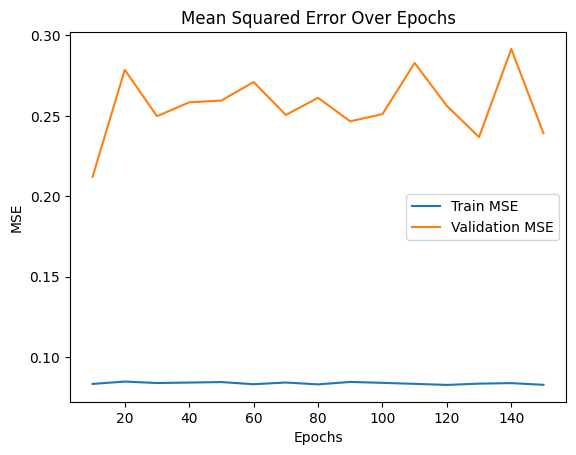 Mean Squared Error Over Epochs
MSE
0.30
0.25
0.20
0.15
0.10
Train MSE
Validation MSE
20 40 60 80 100 120 140
Epochs